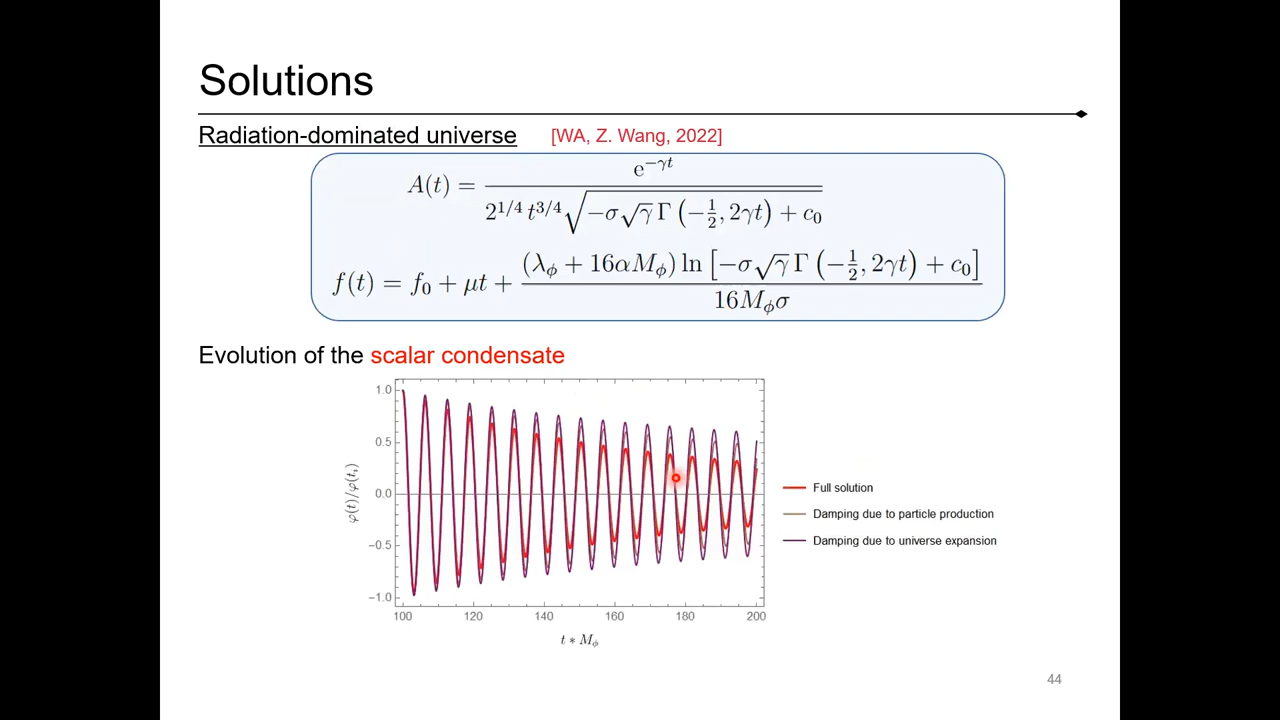 Solutions
Radiation-dominated universe [WA, Z. Wang, 2022]
A(t) = e^{−γt} / (2^{1/4} t^{3/4} √(−σ√γ Γ(−1/2, 2γt) + c₀))
f(t) = f₀ + μt + (λ_ϕ + 16αM_ϕ) ln [−σ√γ Γ(−1/2, 2γt) + c₀] / (16M_ϕσ)
Evolution of the scalar condensate
φ(t)/φ(t_i)
1.0
0.5
0.0
−0.5
−1.0
100 120 140 160 180 200
t ∗ M_ϕ
Full solution
Damping due to particle production
Damping due to universe expansion
44